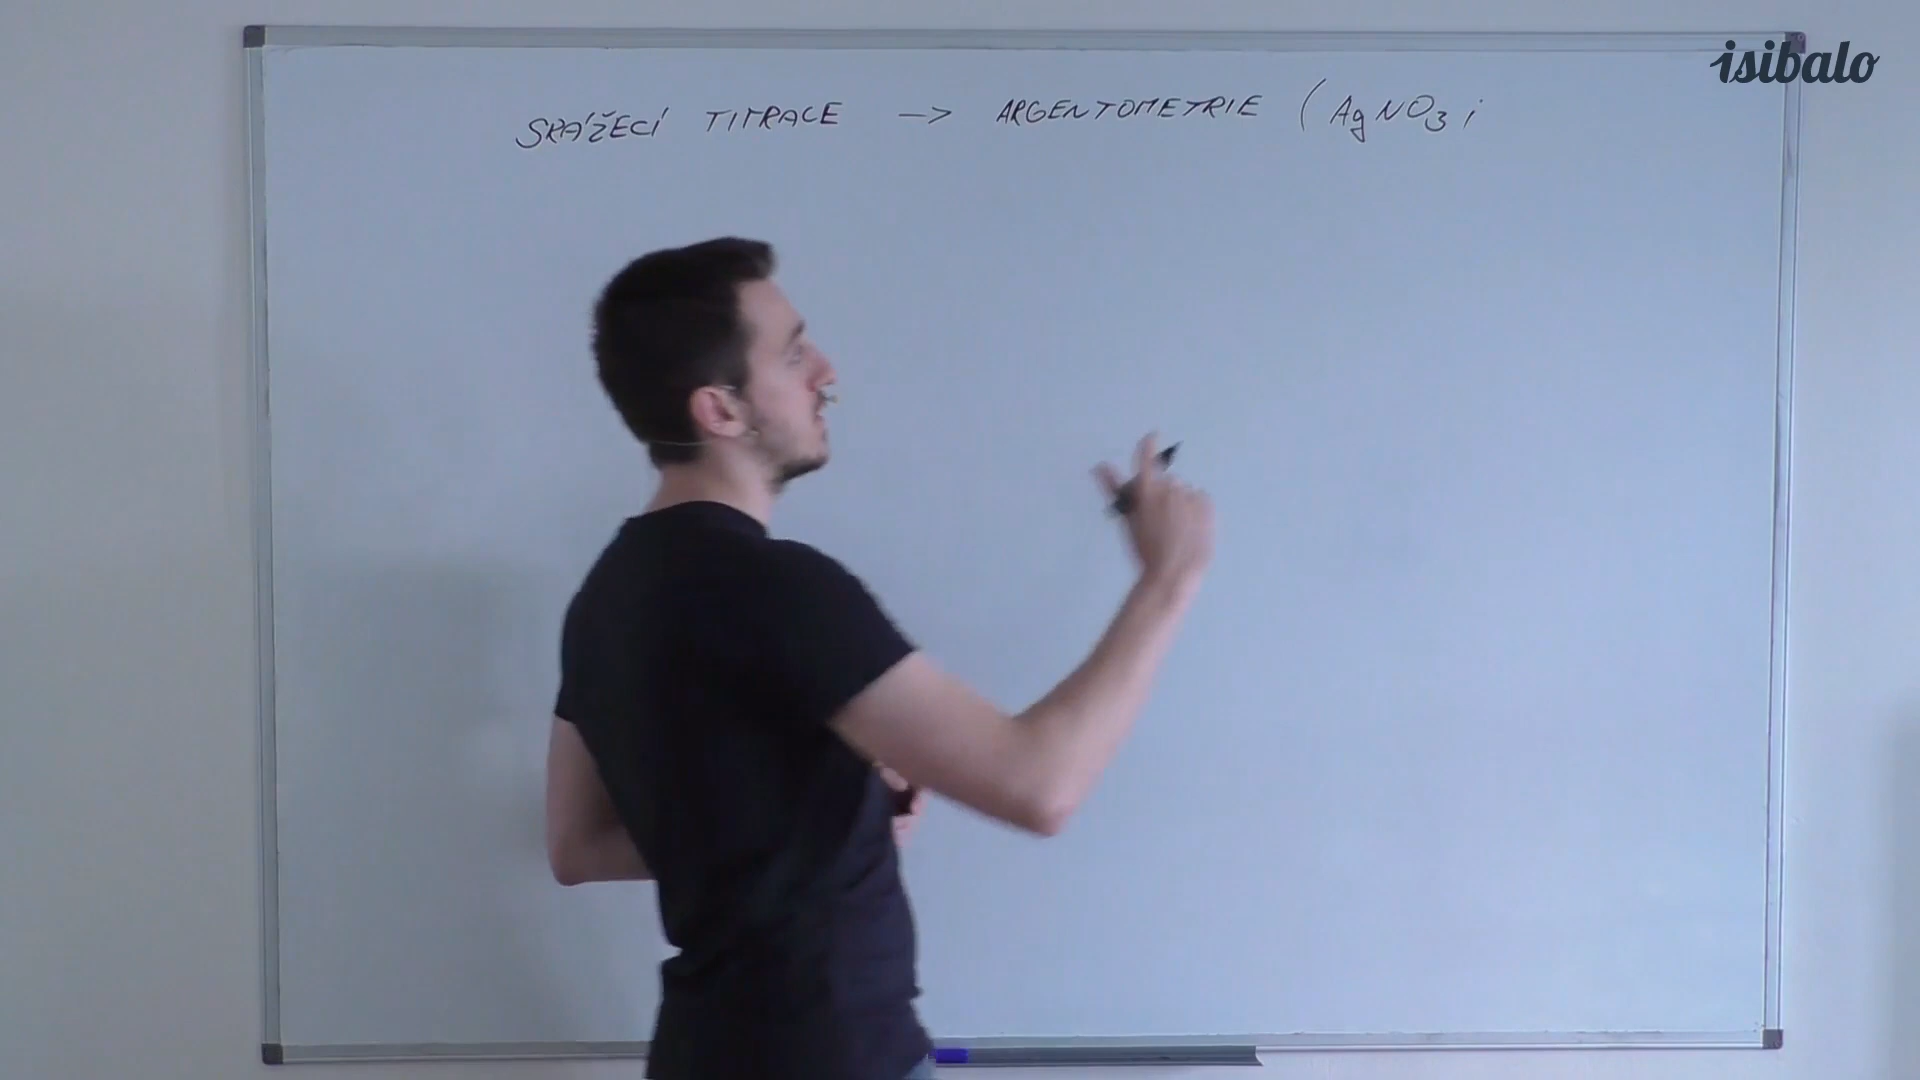 isibalo
SRÁŽECÍ TITRACE -> ARGENTOMETRIE (AgNO3;